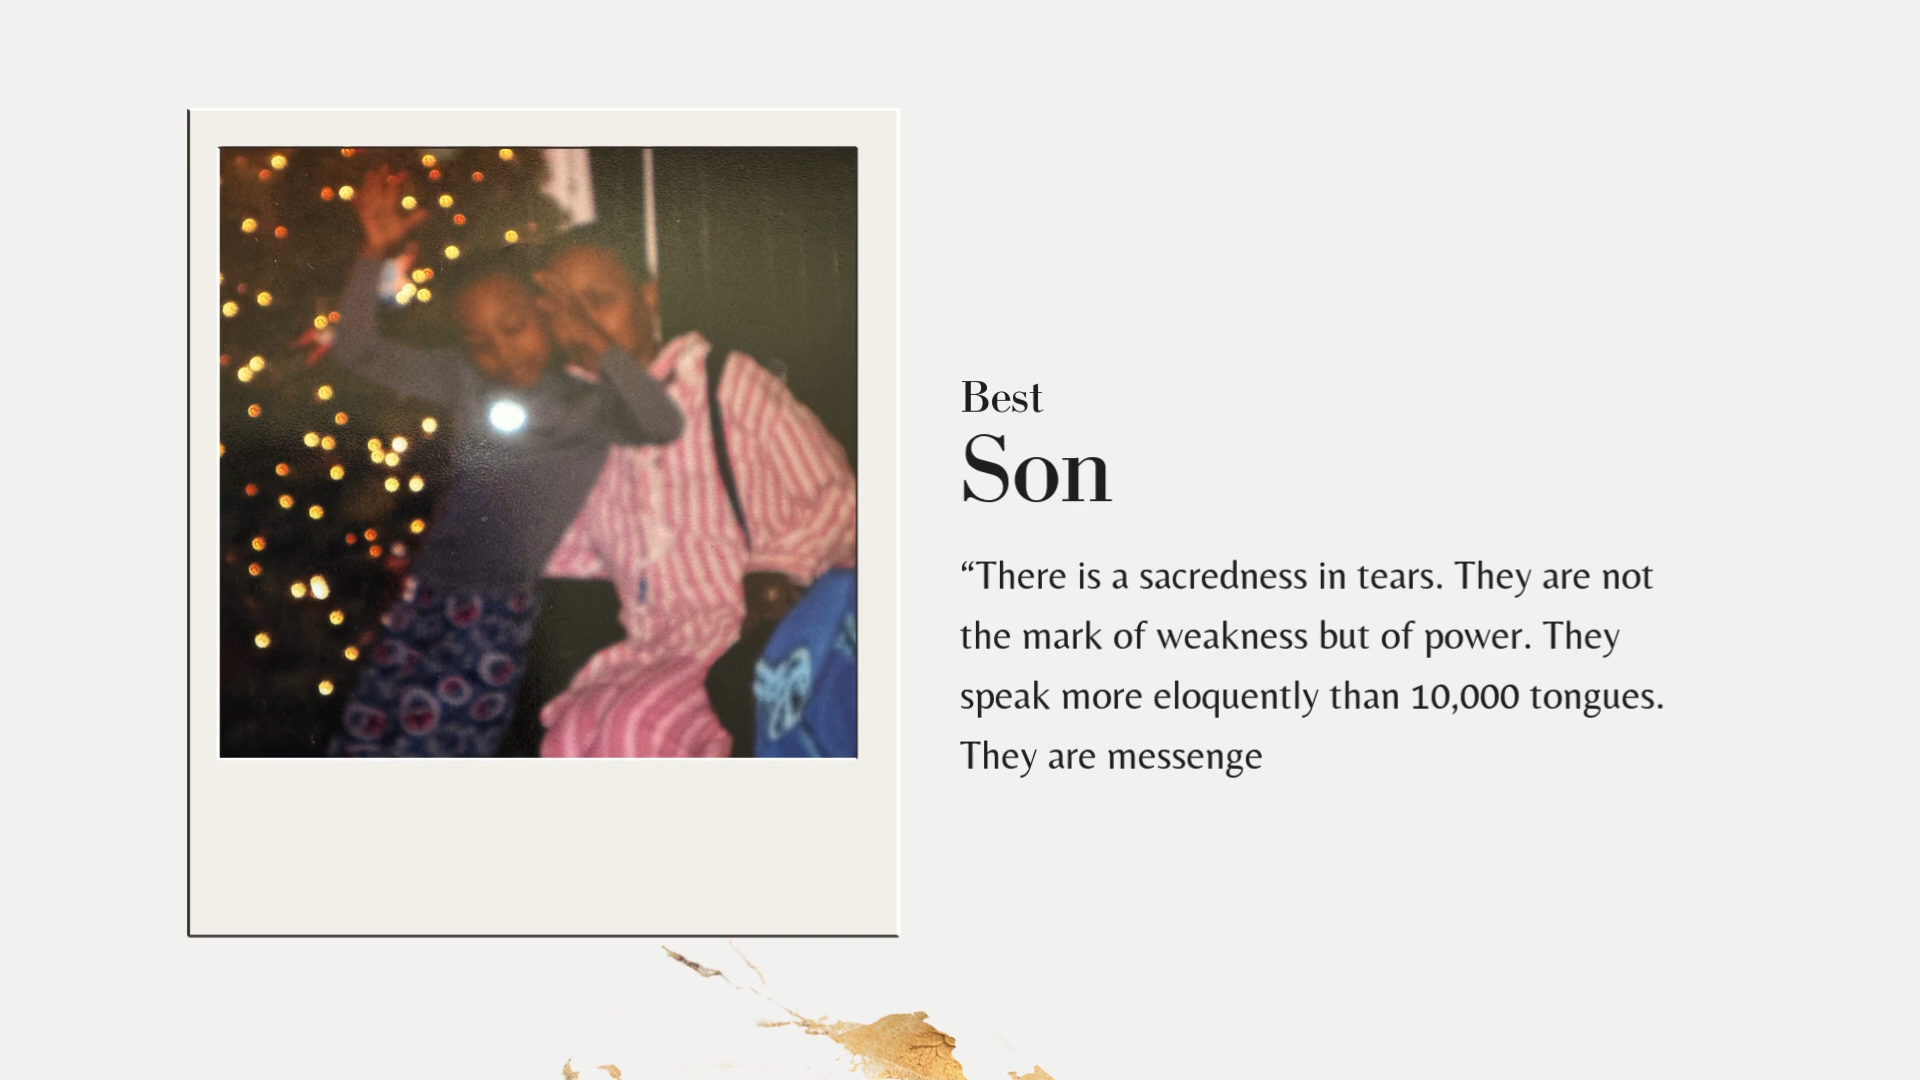 Best
Son
“There is a sacredness in tears. They are not
the mark of weakness but of power. They
speak more eloquently than 10,000 tongues.
They are messenge